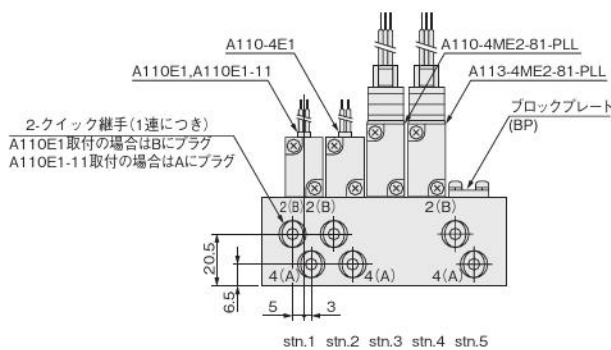 A110-4E1
A110-4ME2-81-PLL
A110E1,A110E1-11
A113-4ME2-81-PLL
ブロックプレート
(BP)
2-クイック継手(1連につき)
A110E1取付の場合はBにプラグ
A110E1-11取付の場合はAにプラグ
2(B) 2(B) 2(B)
20.5
6.5
4(A) 4(A) 4(A)
5 3
stn.1 stn.2 stn.3 stn.4 stn.5